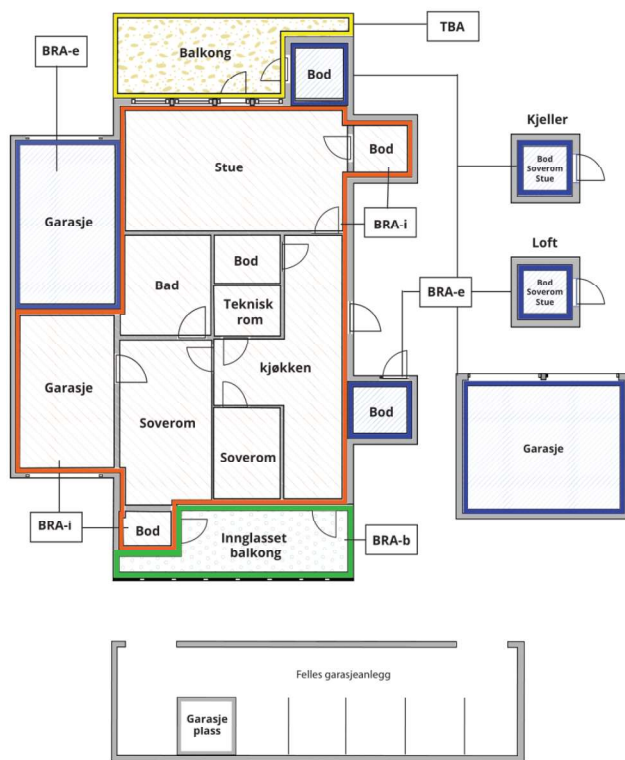 TBA
BRA-e
Balkong
Bod
Kjeller
Bod
Stue
Bod
Soverom
Stue
Garasje
BRA-i
Loft
Bod
Bad
Teknisk
rom
BRA-e
Bod
Soverom
Stue
Garasje
kjøkken
Soverom
Soverom
Bod
Garasje
BRA-i
Bod
Innglasset
balkong
BRA-b
Felles garasjeanlegg
Garasje
plass